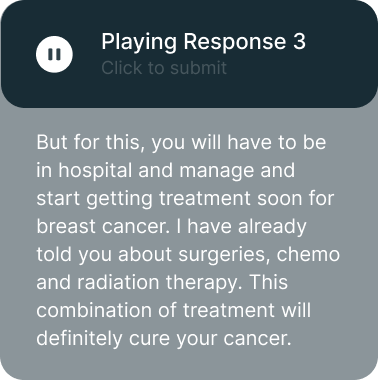 Playing Response 3
Click to submit
But for this, you will have to be
in hospital and manage and
start getting treatment soon for
breast cancer. I have already
told you about surgeries, chemo
and radiation therapy. This
combination of treatment will
definitely cure your cancer.